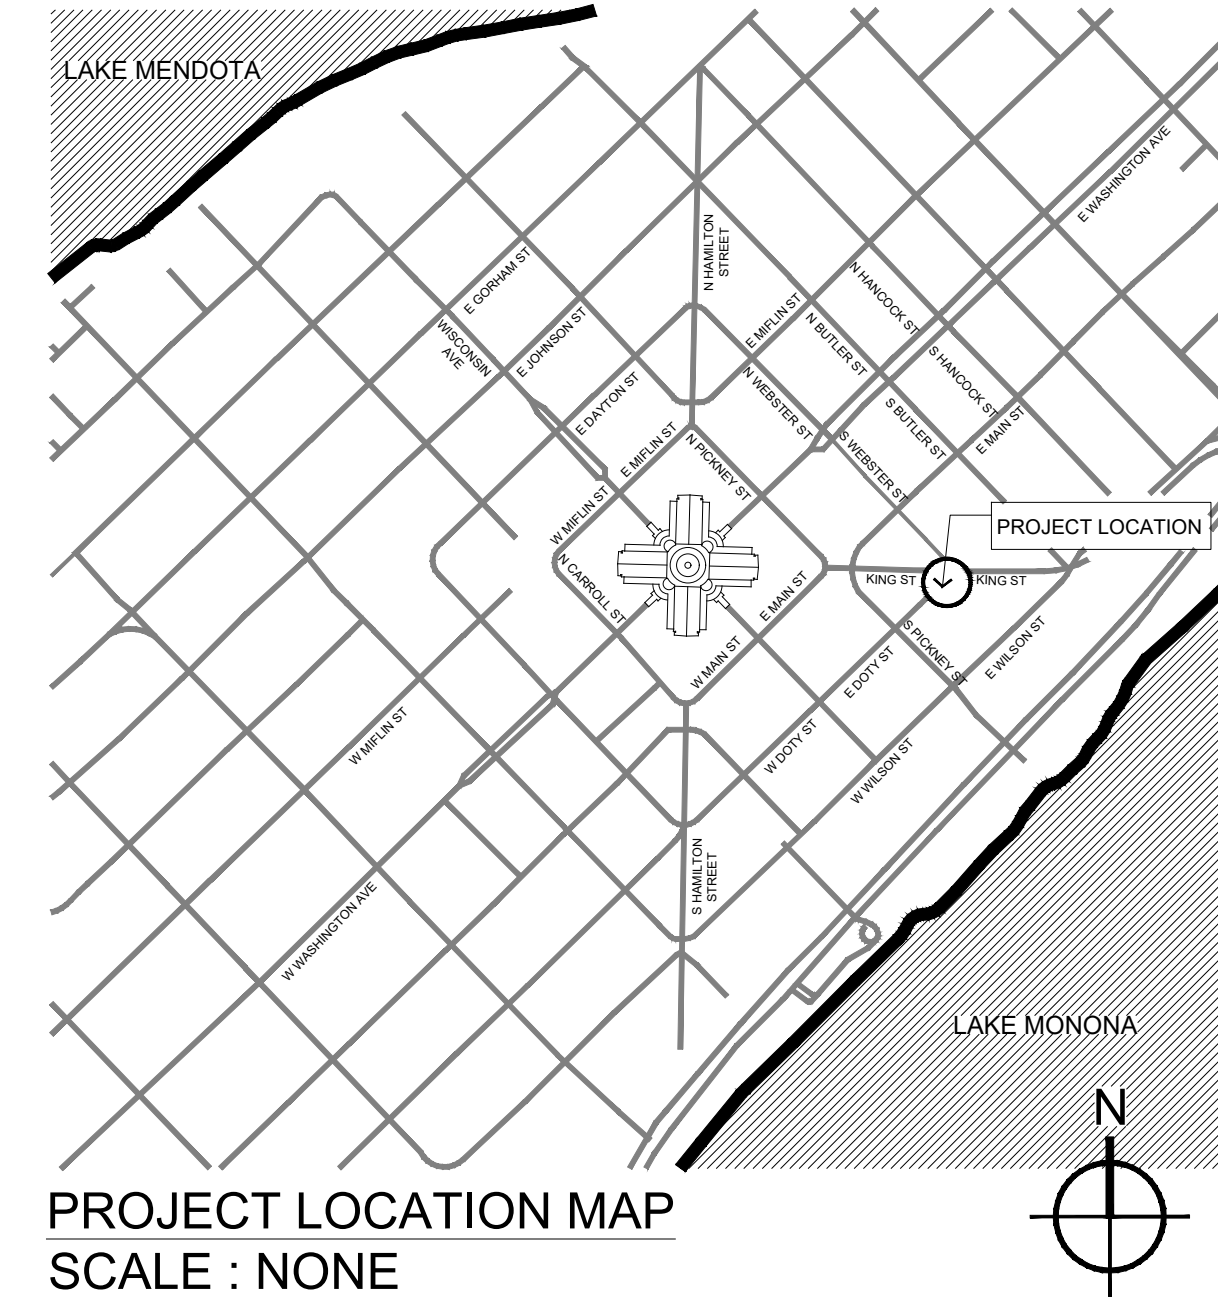 LAKE MENDOTA
E WASHINGTON AVE
N HAMILTON
STREET
E GORHAM ST
N HANCOCK ST
WISCONSIN
AVE
E JOHNSON ST
E MIFLIN ST
N BUTLER ST
S HANCOCK ST
E DAYTON ST
N WEBSTER ST
S BUTLER ST
E MAIN ST
E MIFLIN ST
N PICKNEY ST
S WEBSTER ST
W MIFLIN ST
PROJECT LOCATION
N CARROLL ST
E MAIN ST
KING ST
KING ST
W MAIN ST
E DOTY ST
S PICKNEY ST
E WILSON ST
W MIFLIN ST
W DOTY ST
W WILSON ST
S HAMILTON
STREET
W WASHINGTON AVE
LAKE MONONA
N
PROJECT LOCATION MAP
SCALE : NONE